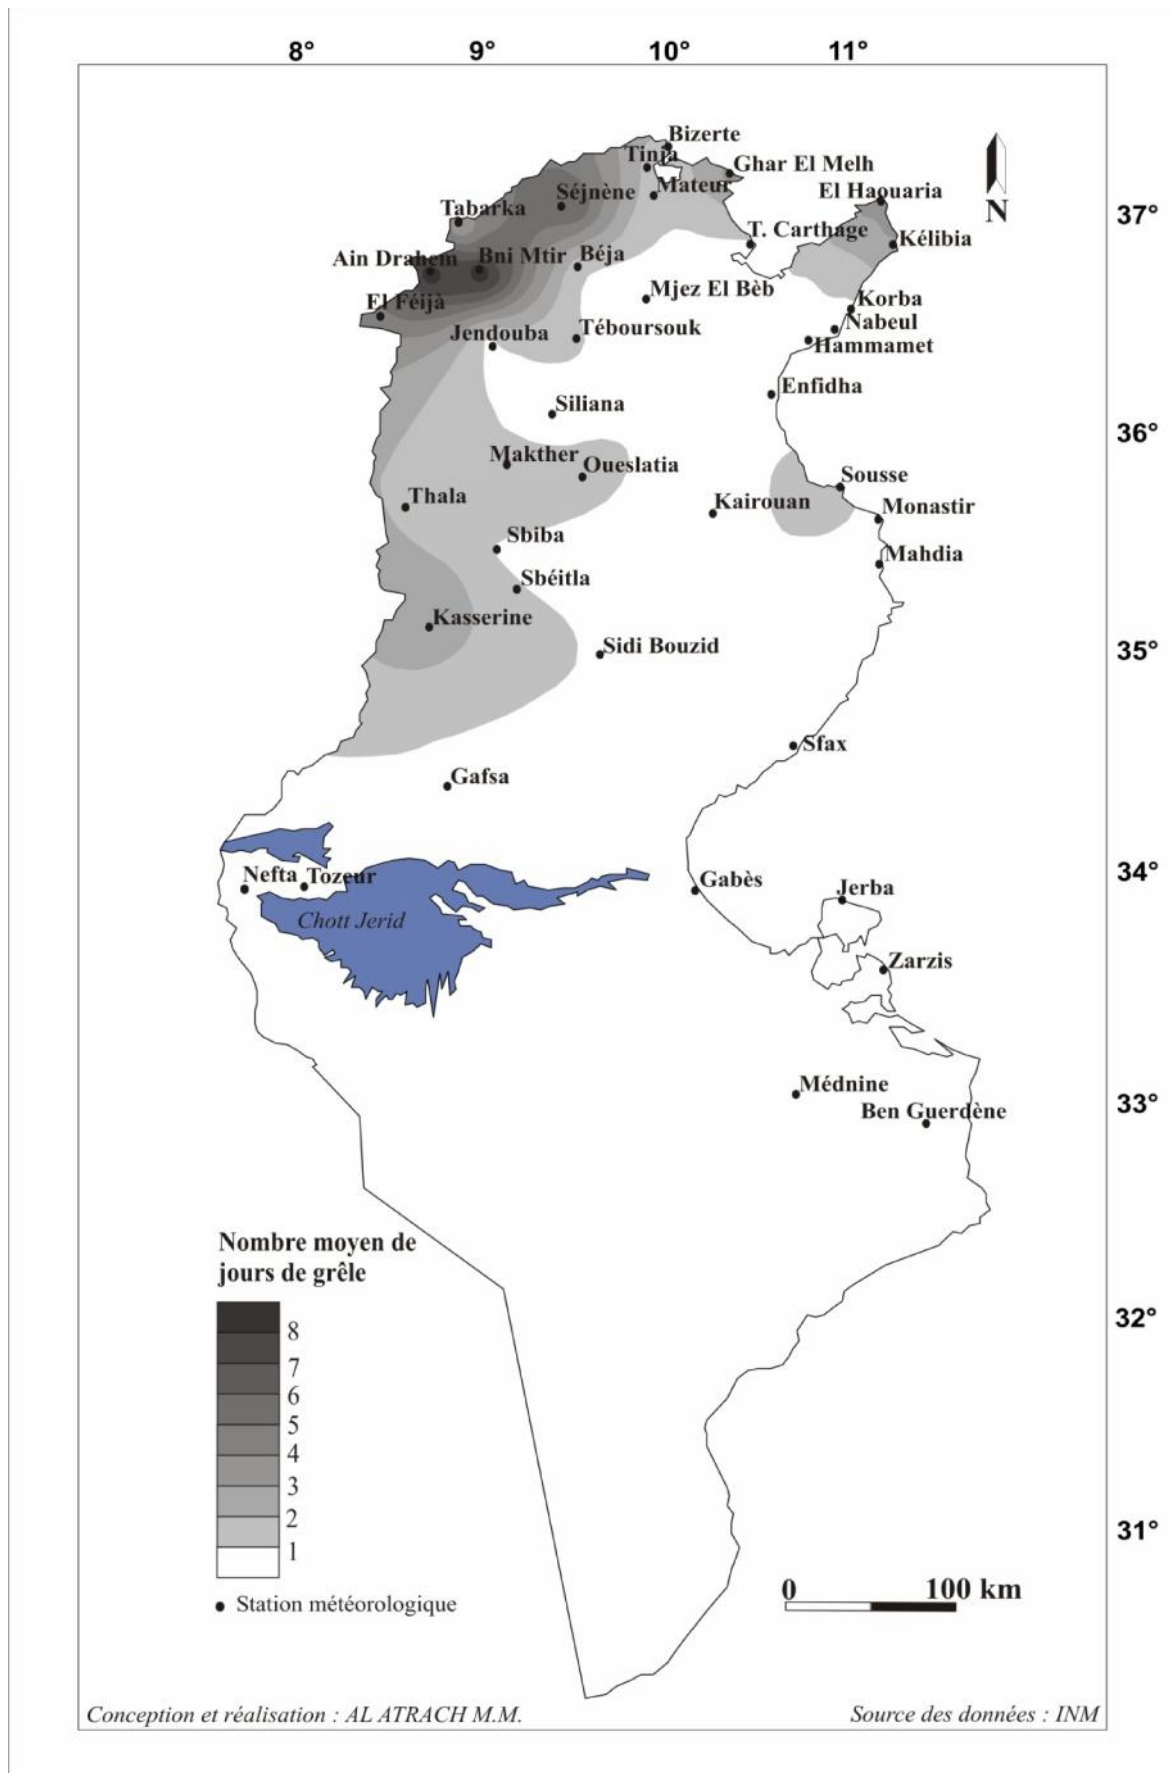 8° 9° 10° 11°
Bizerte
Tinja
Ghar El Melh
Séjnène
Mateur
El Haouaria
N
Tabarka
37°
T. Carthage
Kélibia
Ain Drahem
Bni Mtir
Béja
Mjez El Bèb
El Féijà
Korba
Nabeul
Jendouba
Téboursouk
Hammamet
Enfidha
Siliana
36°
Makther
Oueslatia
Sousse
Thala
Kairouan
Monastir
Sbiba
Mahdia
Sbéitla
Kasserine
Sidi Bouzid
35°
Sfax
Gafsa
34°
Nefta
Tozeur
Gabès
Jerba
Chott Jerid
Zarzis
Médnine
33°
Ben Guerdène
Nombre moyen de
jours de grêle
8
7
6
5
4
3
2
1
32°
31°
Station météorologique
0 100 km
Conception et réalisation : AL ATRACH M.M.
Source des données : INM